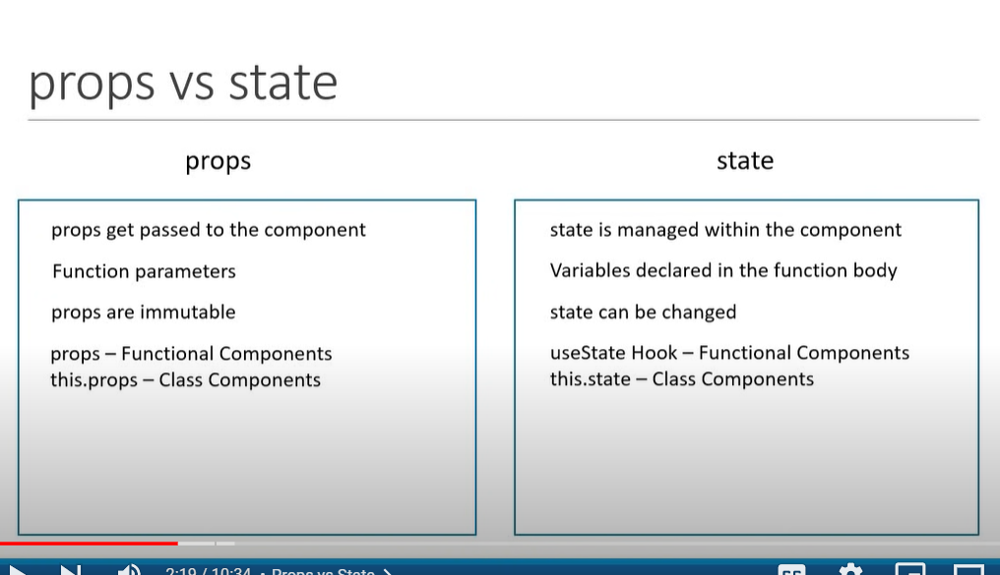 props vs state
props
props get passed to the component
Function parameters
props are immutable
props – Functional Components
this.props – Class Components
state
state is managed within the component
Variables declared in the function body
state can be changed
useState Hook – Functional Components
this.state – Class Components
2:19 / 10:34 • Props vs State
CC